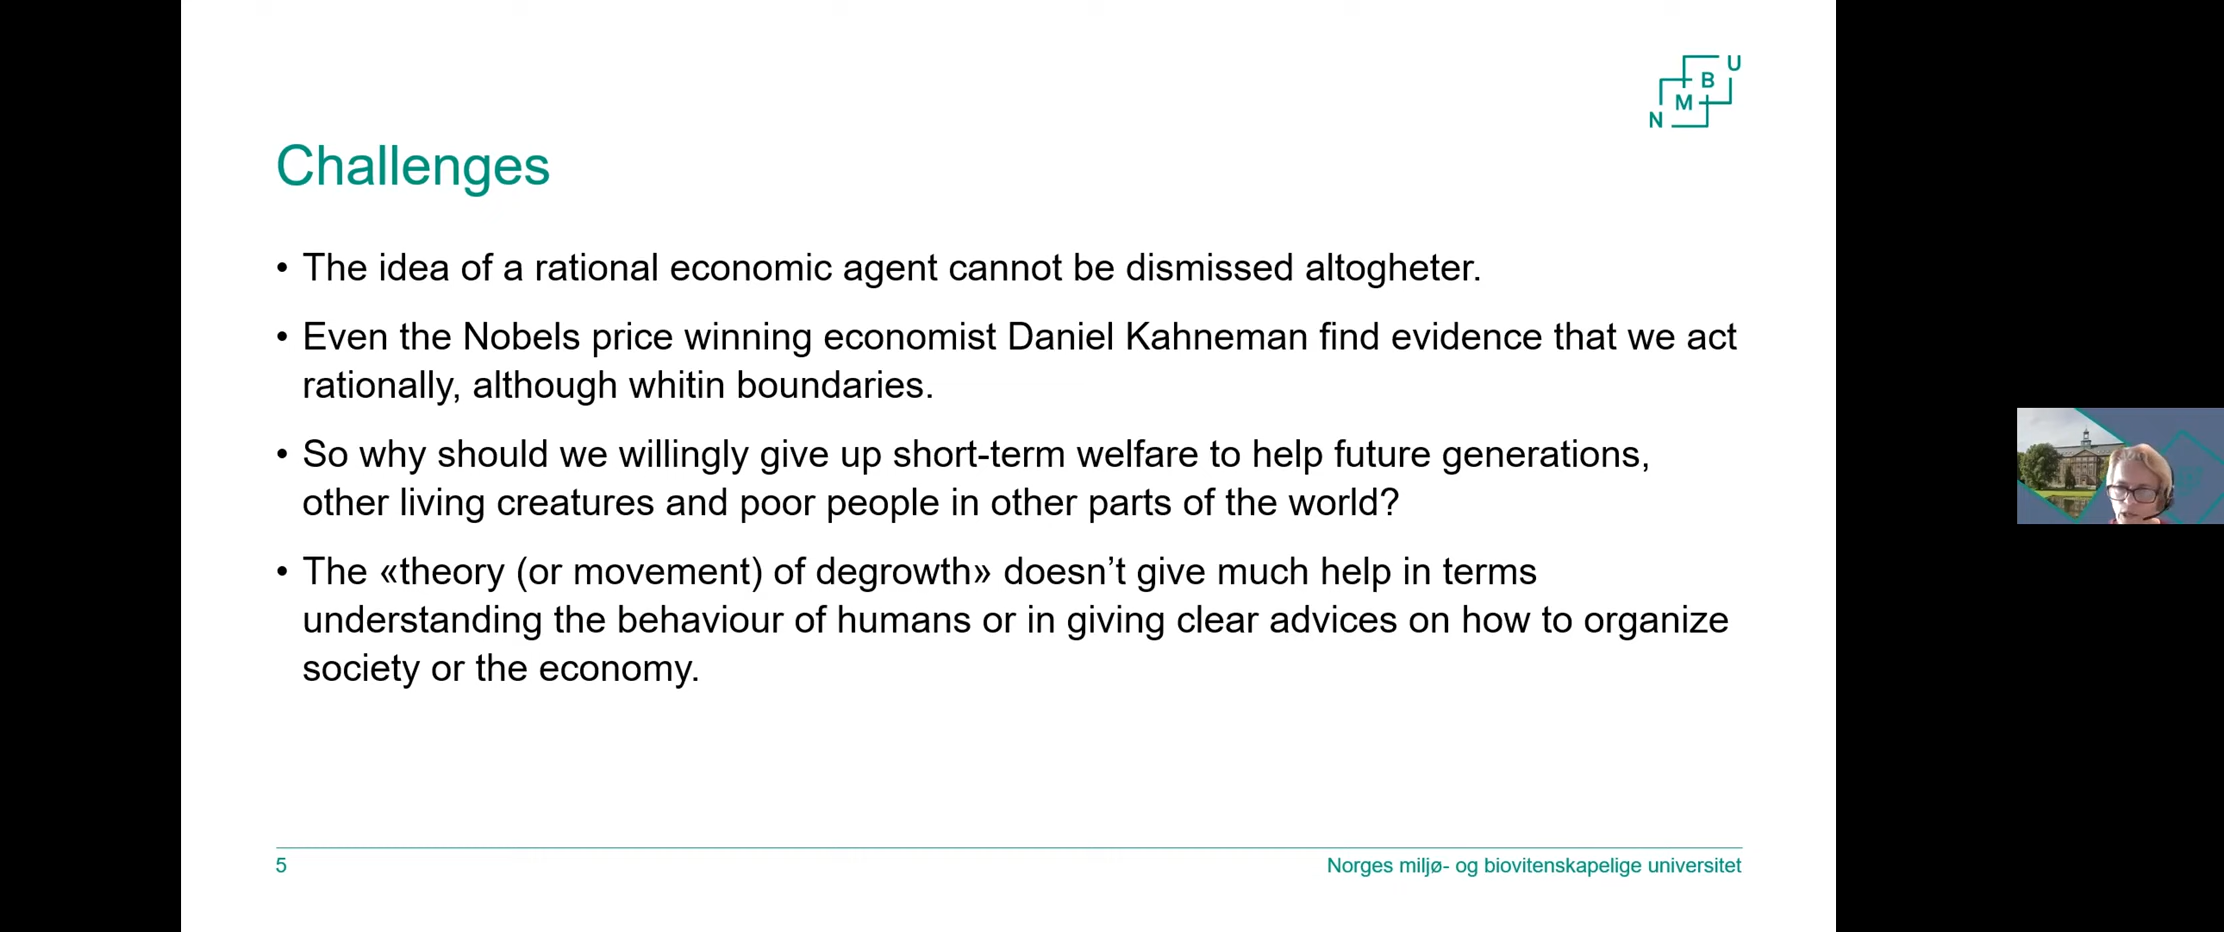 N M B U
Challenges
• The idea of a rational economic agent cannot be dismissed altogheter.
• Even the Nobels price winning economist Daniel Kahneman find evidence that we act
rationally, although whitin boundaries.
• So why should we willingly give up short-term welfare to help future generations,
other living creatures and poor people in other parts of the world?
• The «theory (or movement) of degrowth» doesn’t give much help in terms
understanding the behaviour of humans or in giving clear advices on how to organize
society or the economy.
5
Norges miljø- og biovitenskapelige universitet